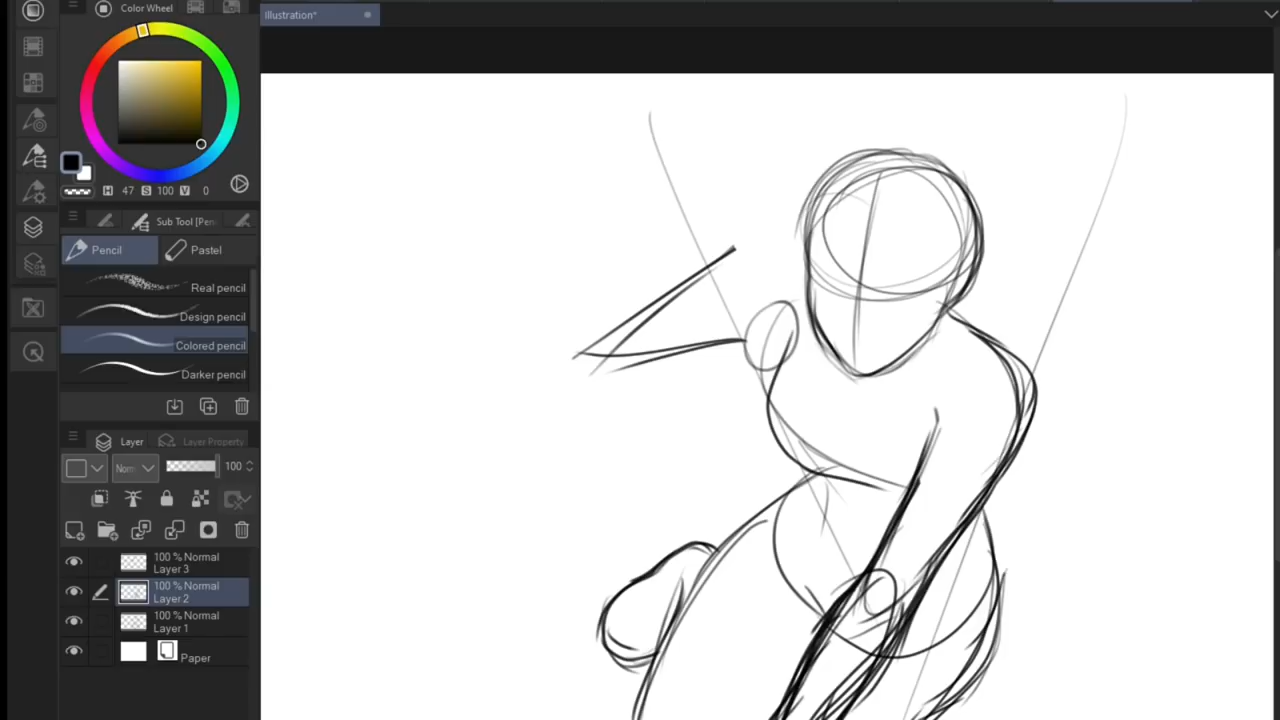 Color Wheel
Illustration*
H 47 S 100 V 0
Sub Tool [Pen
Pencil
Pastel
Real pencil
Design pencil
Colored pencil
Darker pencil
Layer
Layer Property
Norr 100
100 % Normal
Layer 3
100 % Normal
Layer 2
100 % Normal
Layer 1
Paper